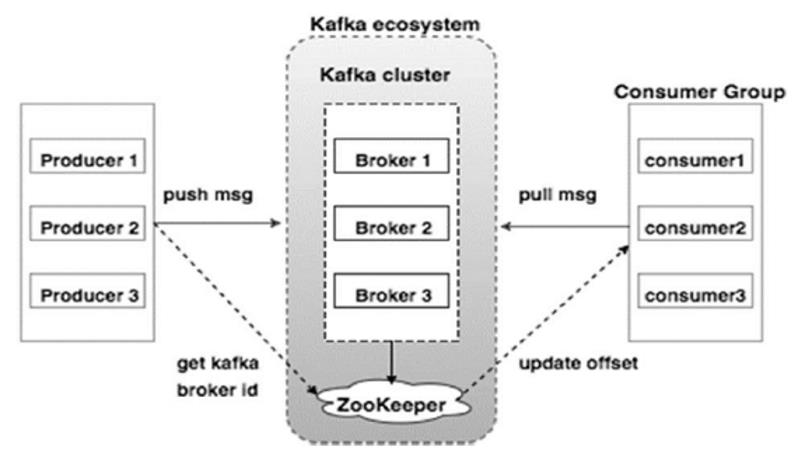 Kafka ecosystem
Kafka cluster
Consumer Group
Producer 1
Broker 1
consumer1
push msg
pull msg
Producer 2
Broker 2
consumer2
Producer 3
Broker 3
consumer3
get kafka
broker id
update offset
ZooKeeper